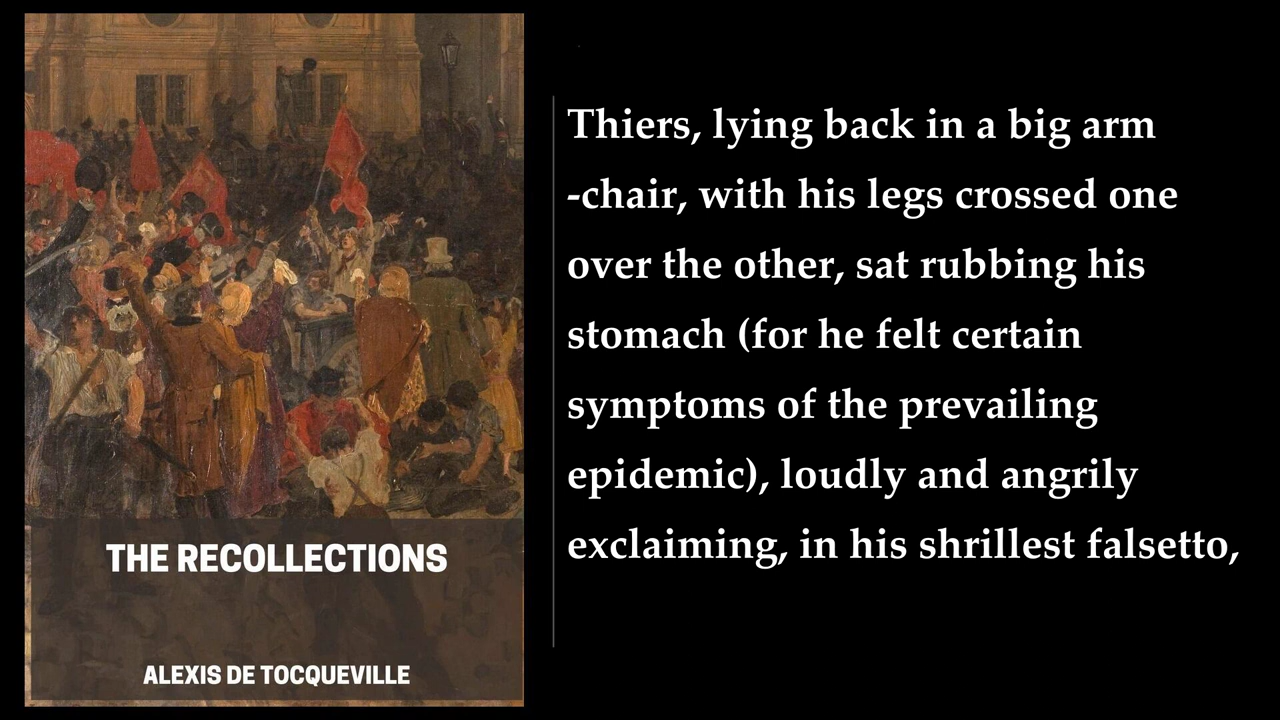 THE RECOLLECTIONS
ALEXIS DE TOCQUEVILLE
Thiers, lying back in a big arm
-chair, with his legs crossed one
over the other, sat rubbing his
stomach (for he felt certain
symptoms of the prevailing
epidemic), loudly and angrily
exclaiming, in his shrillest falsetto,